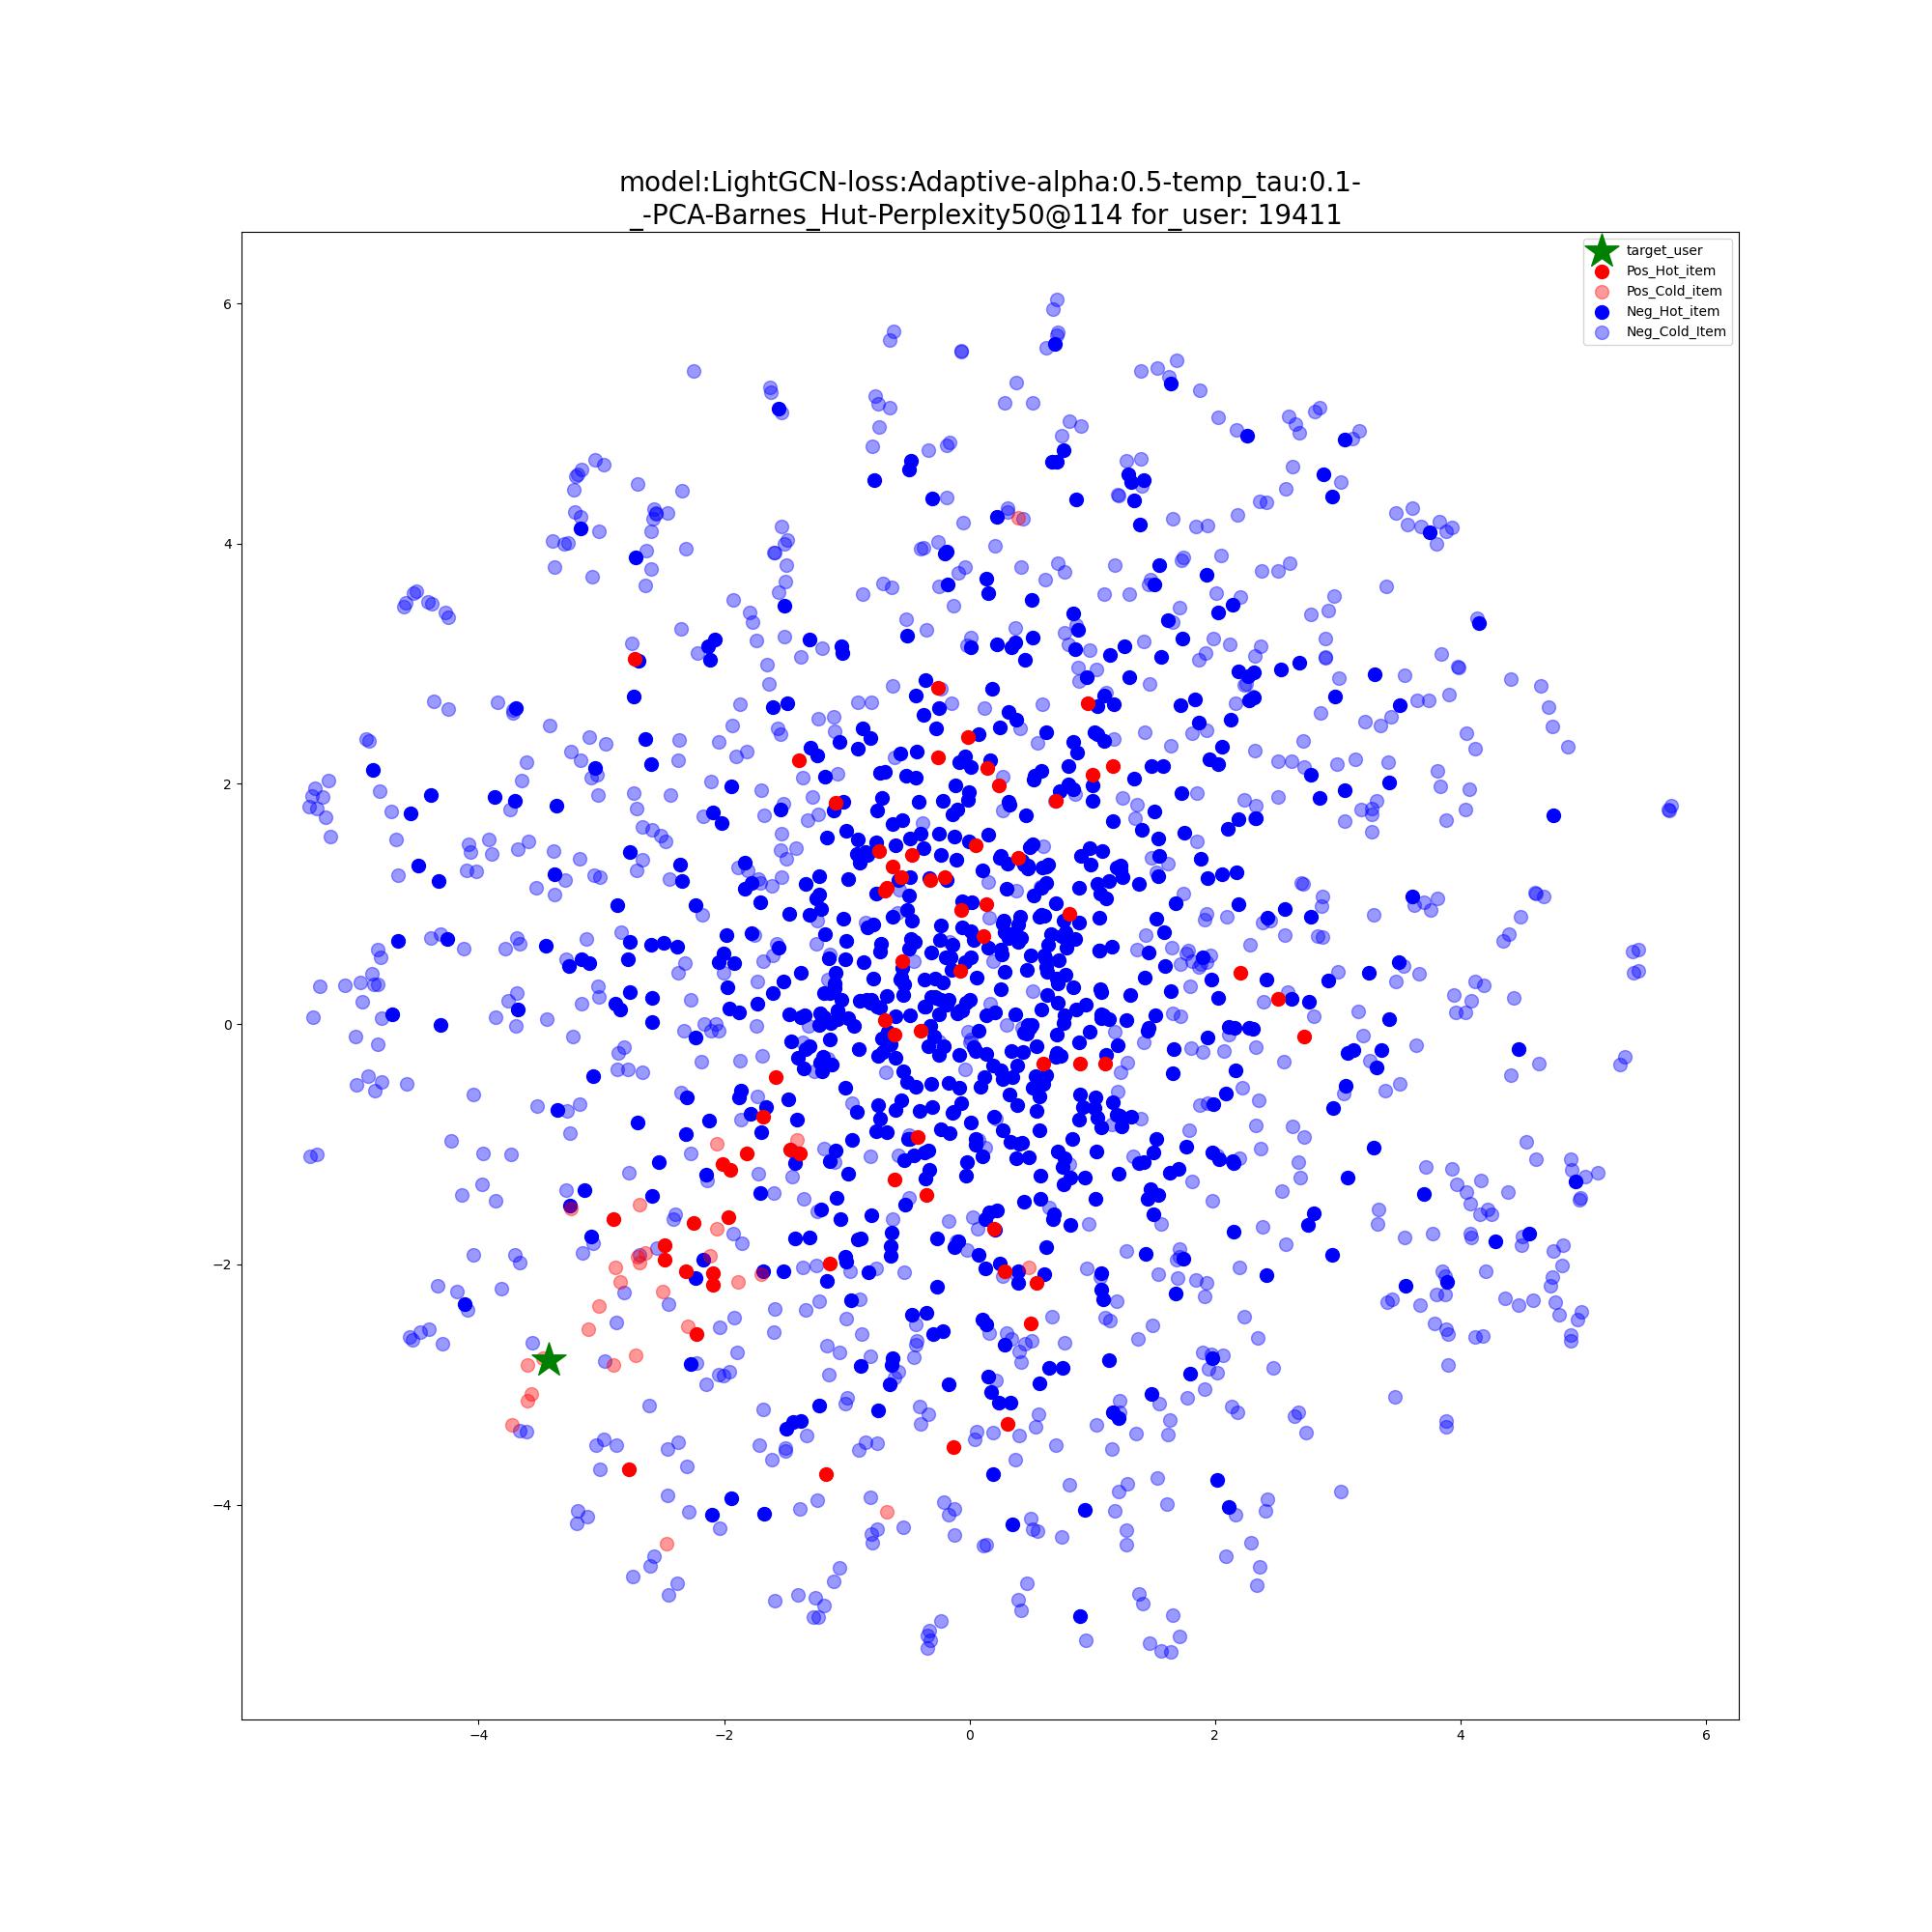 model:LightGCN-loss:Adaptive-alpha:0.5-temp_tau:0.1-
_-PCA-Barnes_Hut-Perplexity50@114 for_user: 19411
target_user
Pos_Hot_item
Pos_Cold_item
Neg_Hot_item
Neg_Cold_Item
6
4
2
0
−2
−4
−4
−2
0
2
4
6